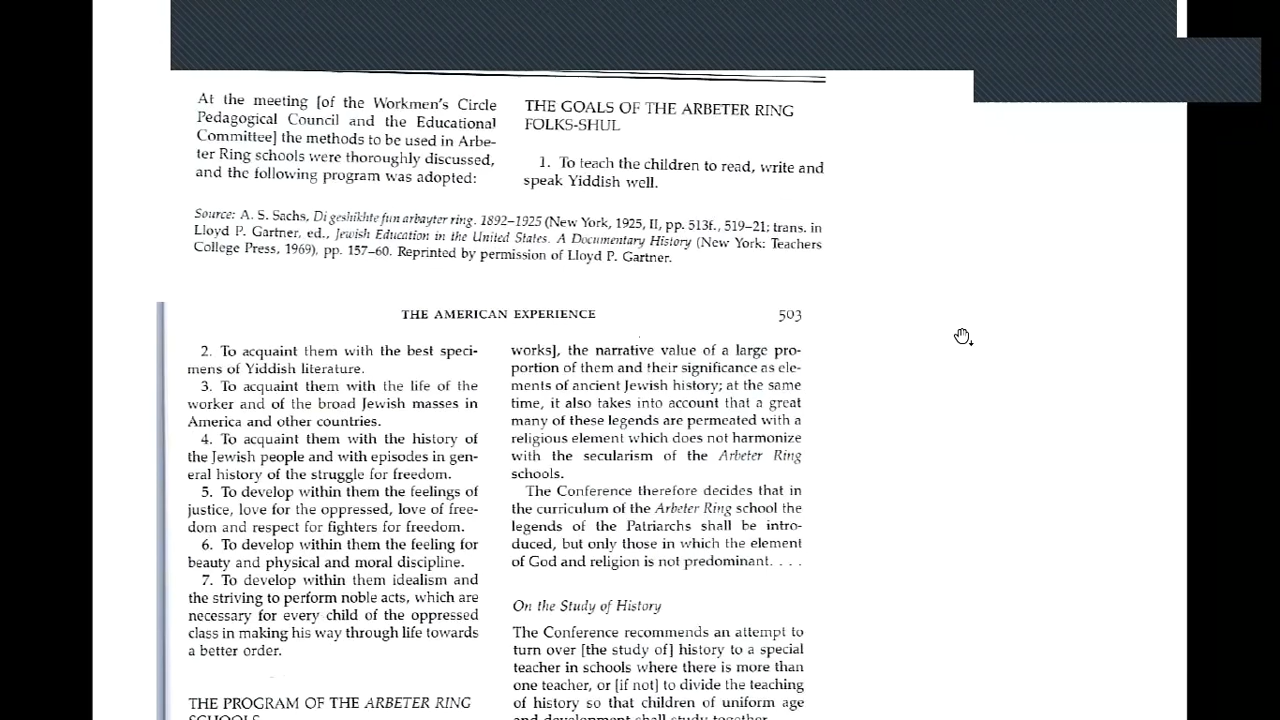 At the meeting [of the Workmen's Circle
Pedagogical Council and the Educational
Committee] the methods to be used in Arbe-
ter Ring schools were thoroughly discussed,
and the following program was adopted:
THE GOALS OF THE ARBETER RING
FOLKS-SHUL
1. To teach the children to read, write and
speak Yiddish well.
Source: A. S. Sachs, Di geshikhte fun arbayter ring. 1892–1925 (New York, 1925, II, pp. 513f., 519–21; trans. in
Lloyd P. Gartner, ed., Jewish Education in the United States. A Documentary History (New York: Teachers
College Press, 1969), pp. 157–60. Reprinted by permission of Lloyd P. Gartner.
THE AMERICAN EXPERIENCE 503
2. To acquaint them with the best speci-
mens of Yiddish literature.
3. To acquaint them with the life of the
worker and of the broad Jewish masses in
America and other countries.
4. To acquaint them with the history of
the Jewish people and with episodes in gen-
eral history of the struggle for freedom.
5. To develop within them the feelings of
justice, love for the oppressed, love of free-
dom and respect for fighters for freedom.
6. To develop within them the feeling for
beauty and physical and moral discipline.
7. To develop within them idealism and
the striving to perform noble acts, which are
necessary for every child of the oppressed
class in making his way through life towards
a better order.
THE PROGRAM OF THE ARBETER RING
SCHOOLS
works], the narrative value of a large pro-
portion of them and their significance as ele-
ments of ancient Jewish history; at the same
time, it also takes into account that a great
many of these legends are permeated with a
religious element which does not harmonize
with the secularism of the Arbeter Ring
schools.
The Conference therefore decides that in
the curriculum of the Arbeter Ring school the
legends of the Patriarchs shall be intro-
duced, but only those in which the element
of God and religion is not predominant. . . .
On the Study of History
The Conference recommends an attempt to
turn over [the study of] history to a special
teacher in schools where there is more than
one teacher, or [if not] to divide the teaching
of history so that children of uniform age
and development shall study together